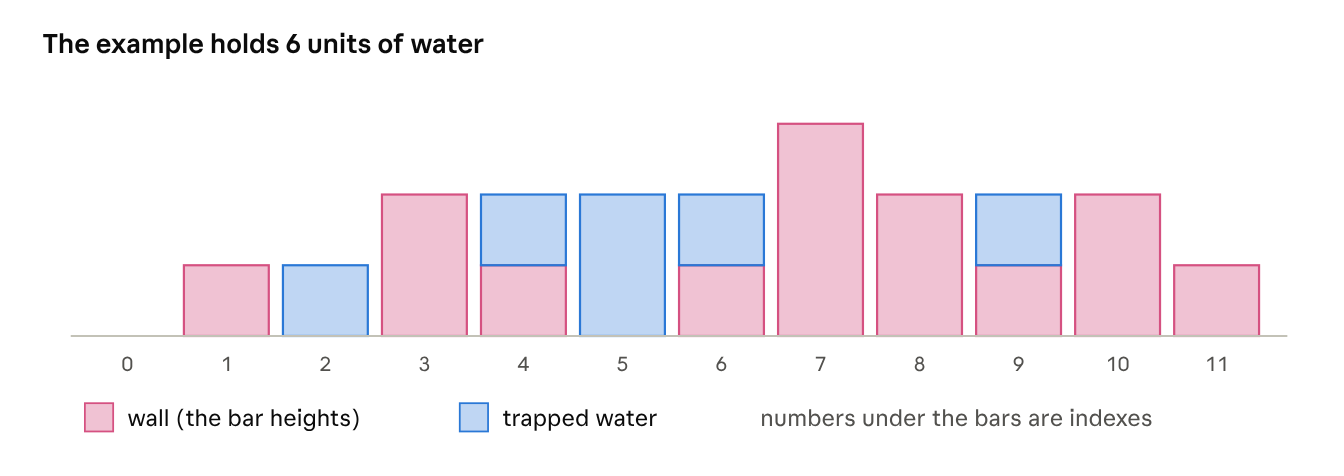 The example holds 6 units of water
0 1 2 3 4 5 6 7 8 9 10 11
wall (the bar heights) trapped water numbers under the bars are indexes